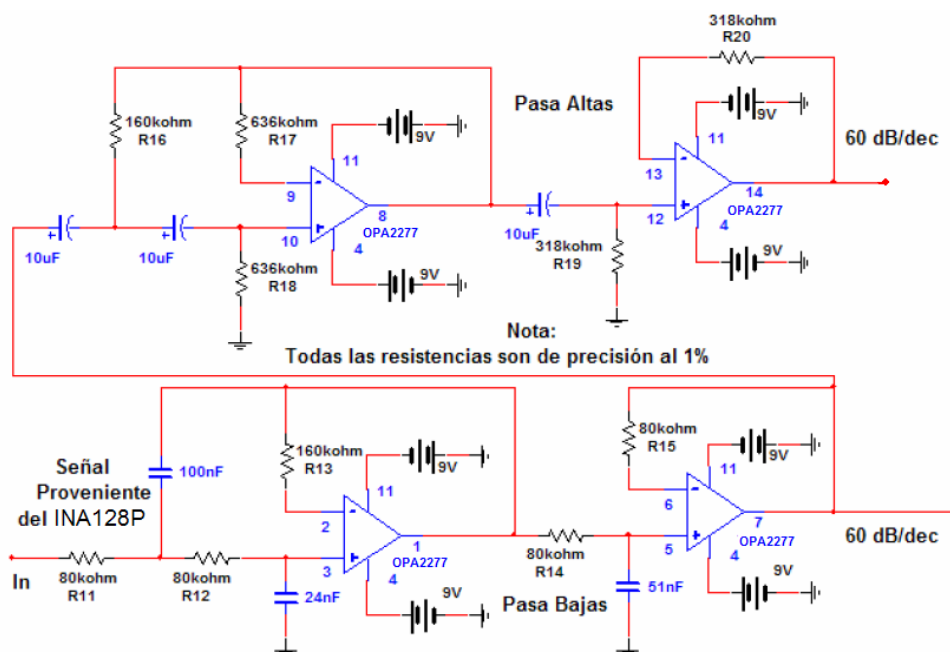 318kohm
R20
160kohm
R16
636kohm
R17
Pasa Altas
9V
9V
60 dB/dec
11
9
8
10
OPA2277
4
11
13
14
12
OPA2277
4
10uF
10uF
10uF
636kohm
R18
9V
318kohm
R19
9V
Nota:
Todas las resistencias son de precisión al 1%
160kohm
R13
80kohm
R15
9V
9V
Señal
Proveniente
del INA128P
100nF
11
11
2
1
3
OPA2277
4
6
7
5
OPA2277
4
60 dB/dec
In
80kohm
R11
80kohm
R12
80kohm
R14
24nF
51nF
9V
Pasa Bajas
9V